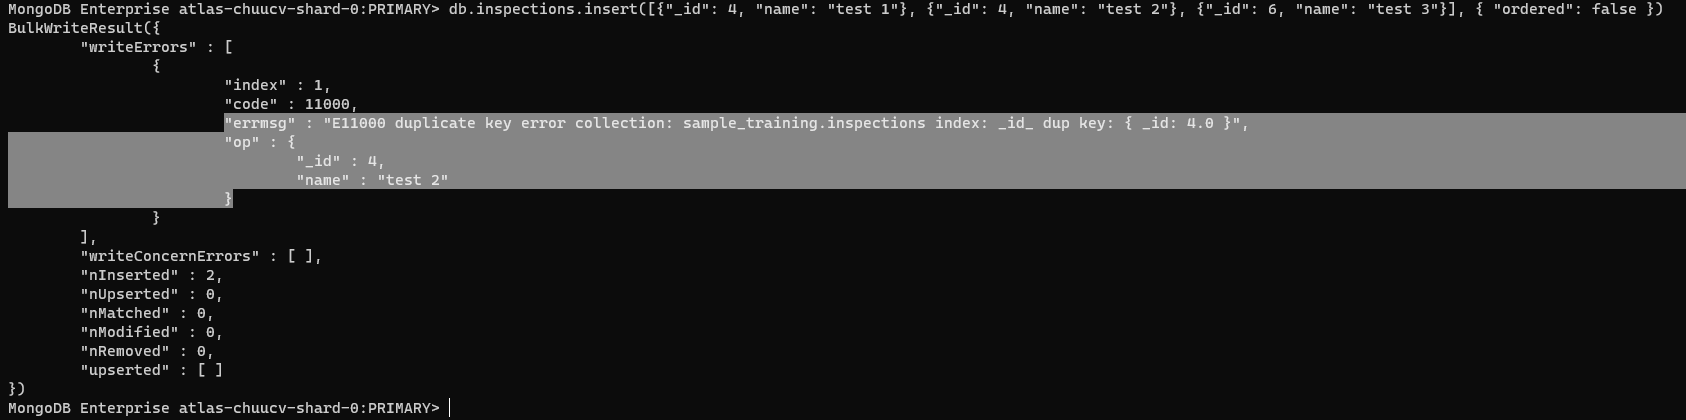 MongoDB Enterprise atlas-chuucv-shard-0:PRIMARY> db.inspections.insert([{"_id": 4, "name": "test 1"}, {"_id": 4, "name": "test 2"}, {"_id": 6, "name": "test 3"}], { "ordered": false })
BulkWriteResult({
"writeErrors" : [
{
"index" : 1,
"code" : 11000,
"errmsg" : "E11000 duplicate key error collection: sample_training.inspections index: _id_ dup key: { _id: 4.0 }",
"op" : {
"_id" : 4,
"name" : "test 2"
}
}
],
"writeConcernErrors" : [ ],
"nInserted" : 2,
"nUpserted" : 0,
"nMatched" : 0,
"nModified" : 0,
"nRemoved" : 0,
"upserted" : [ ]
})
MongoDB Enterprise atlas-chuucv-shard-0:PRIMARY>